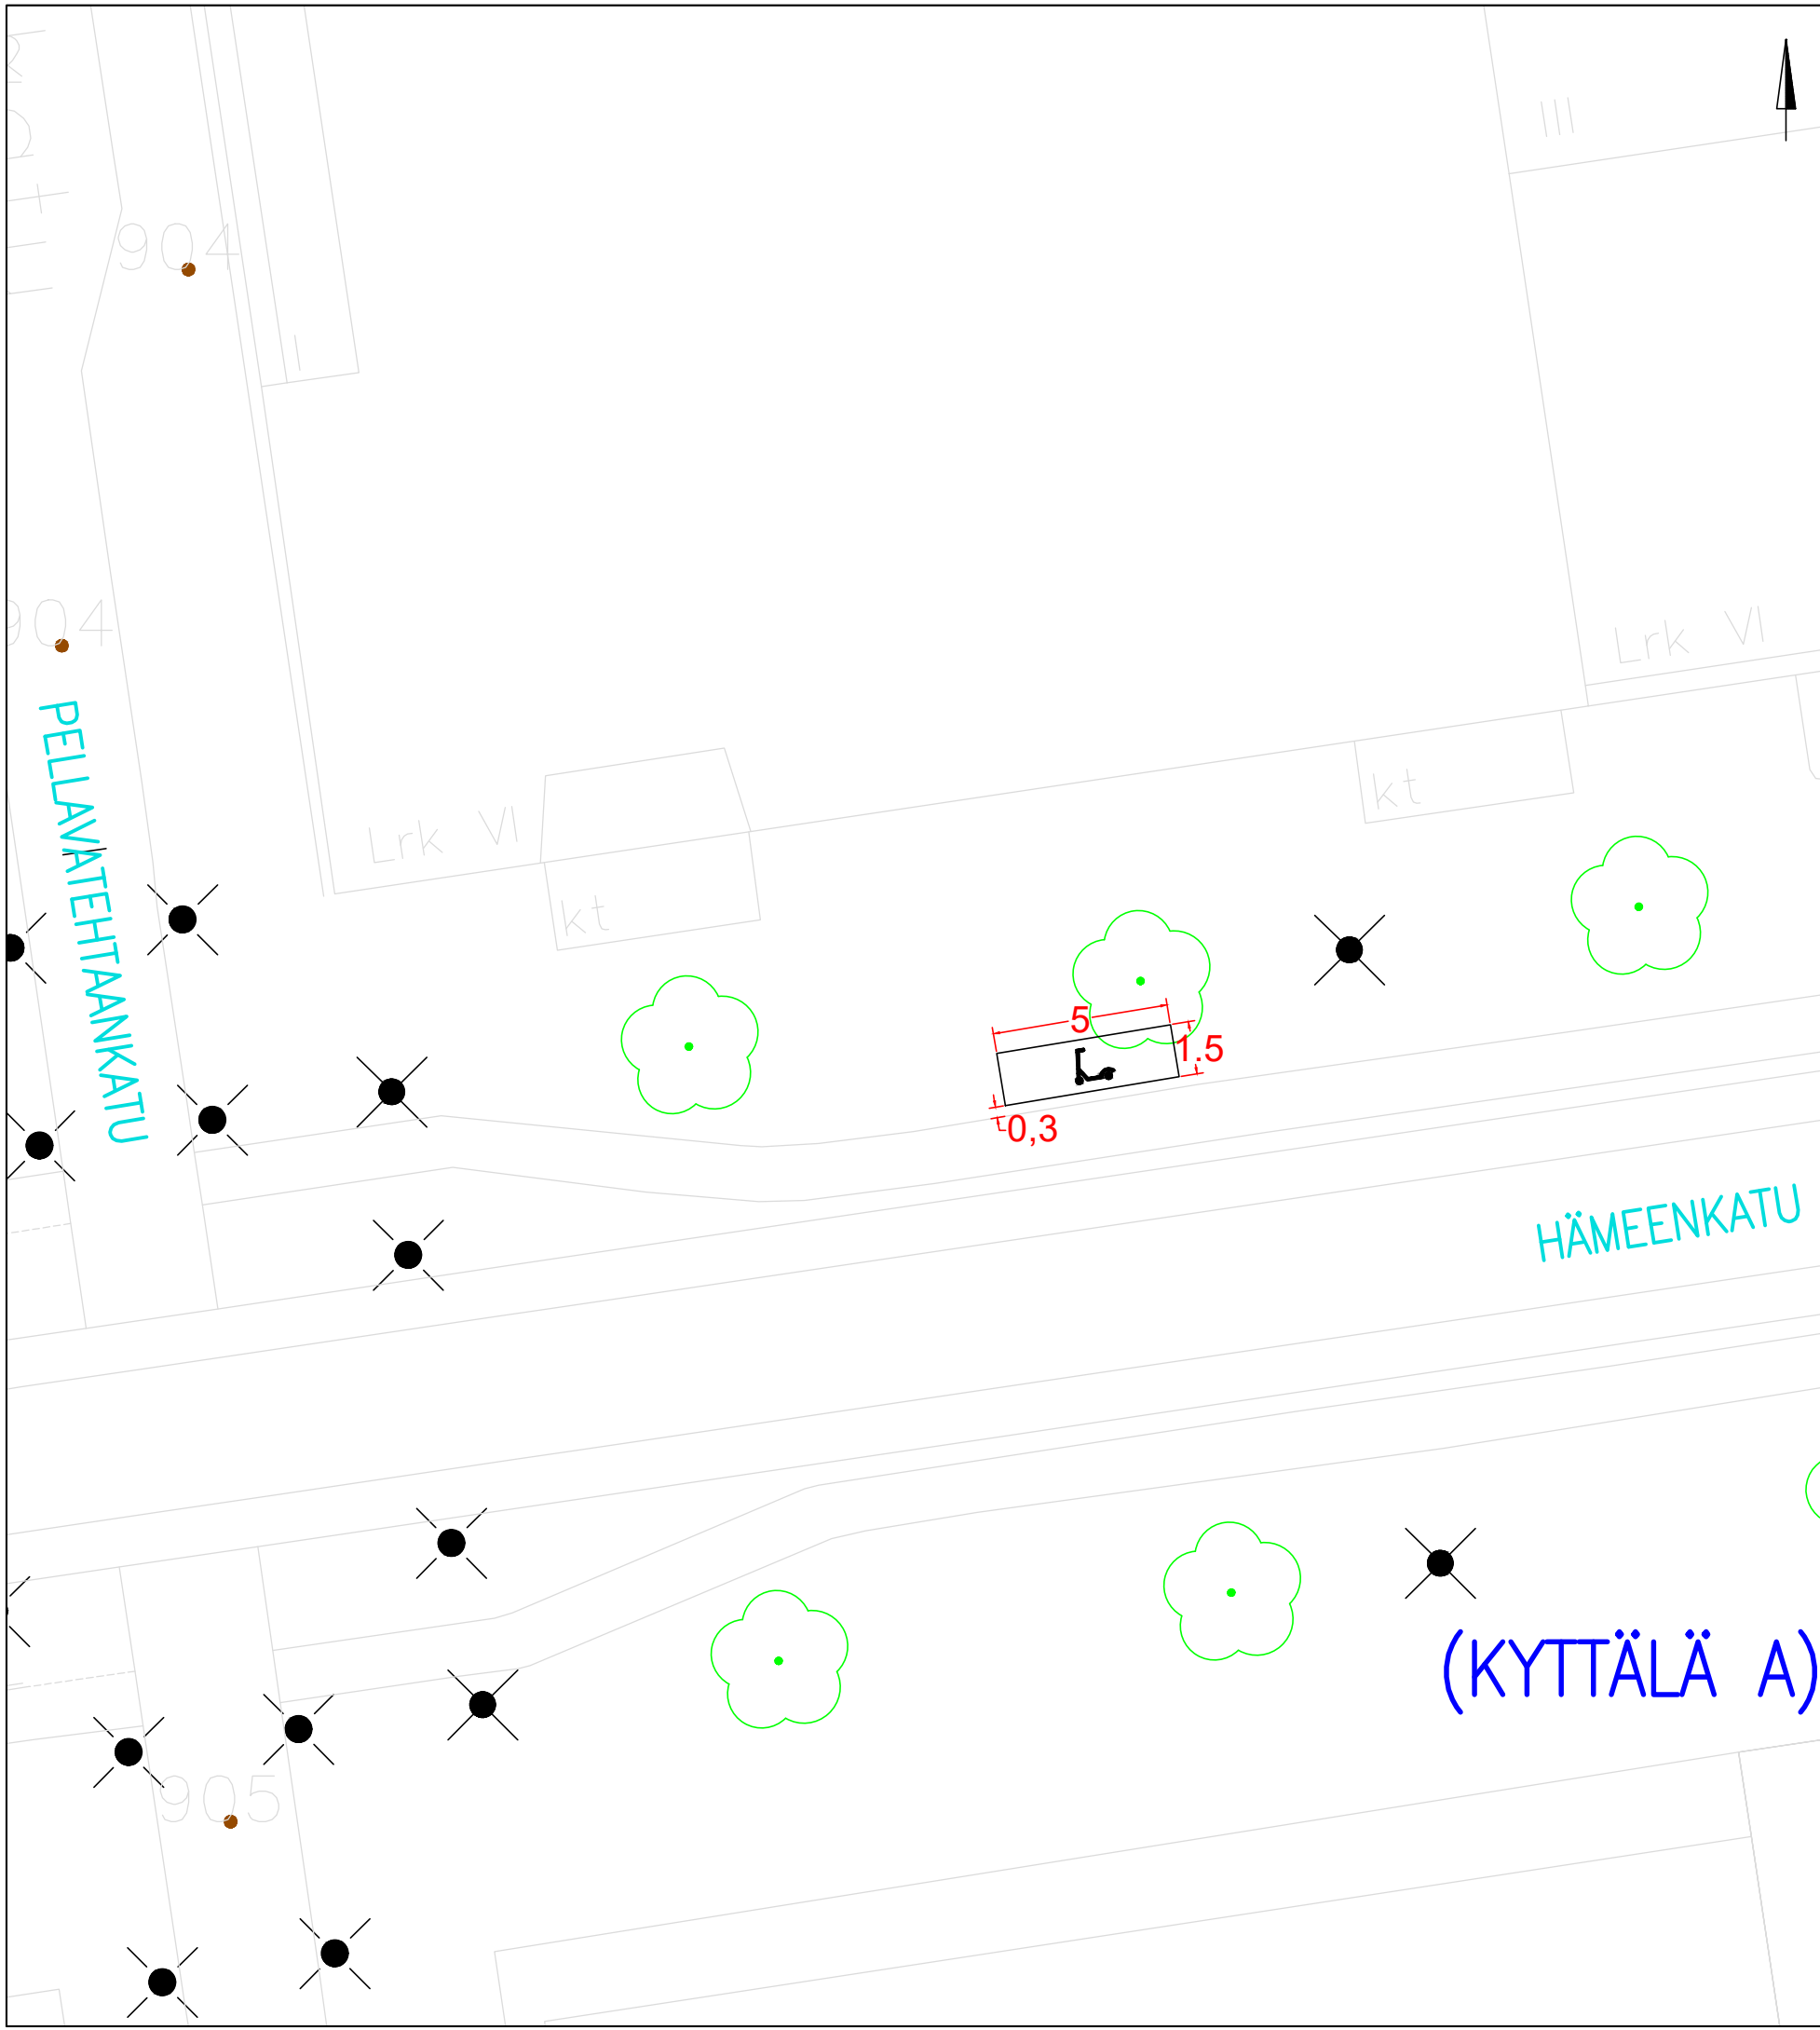 III
904
I
904
Lrk VI
PELLAVATEHTAANKATU
kt
Lrk VI
kt
5
1.5
0,3
HÄMEENKATU
(KYTTÄLÄ A)
905